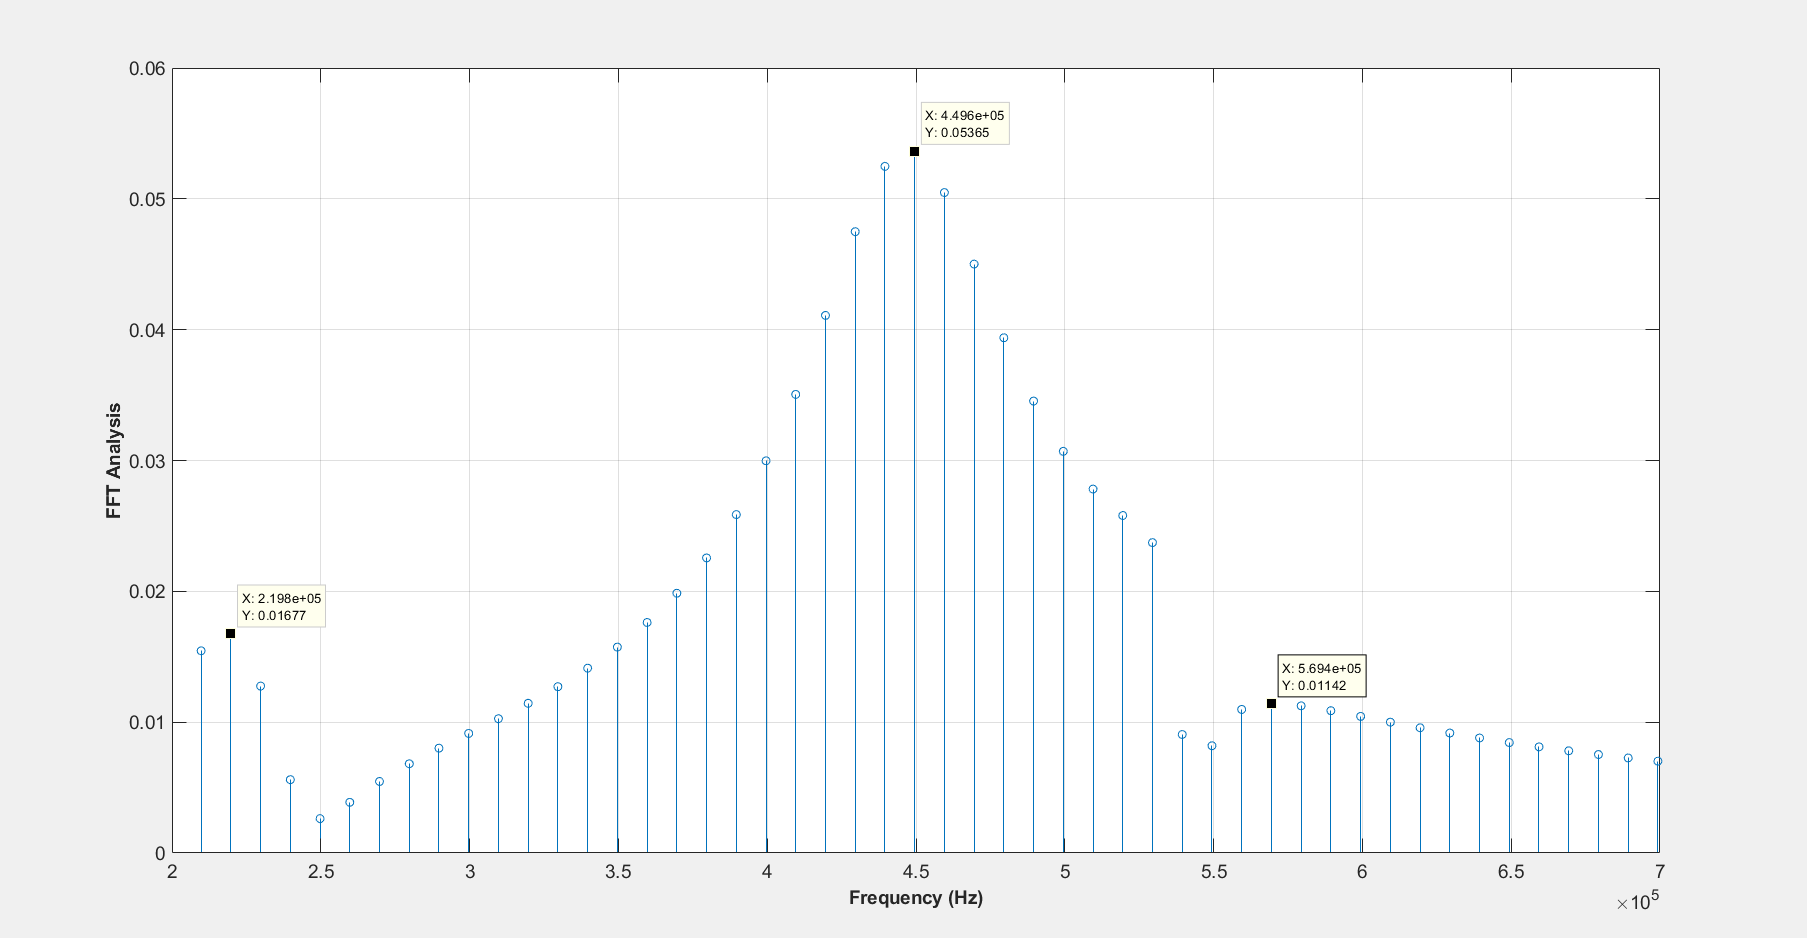 0.06
X: 4.496e+05
Y: 0.05365
0.05
0.04
0.03
FFT Analysis
0.02
X: 2.198e+05
Y: 0.01677
X: 5.694e+05
Y: 0.01142
0.01
0
2 2.5 3 3.5 4 4.5 5 5.5 6 6.5 7
Frequency (Hz)
×10⁵